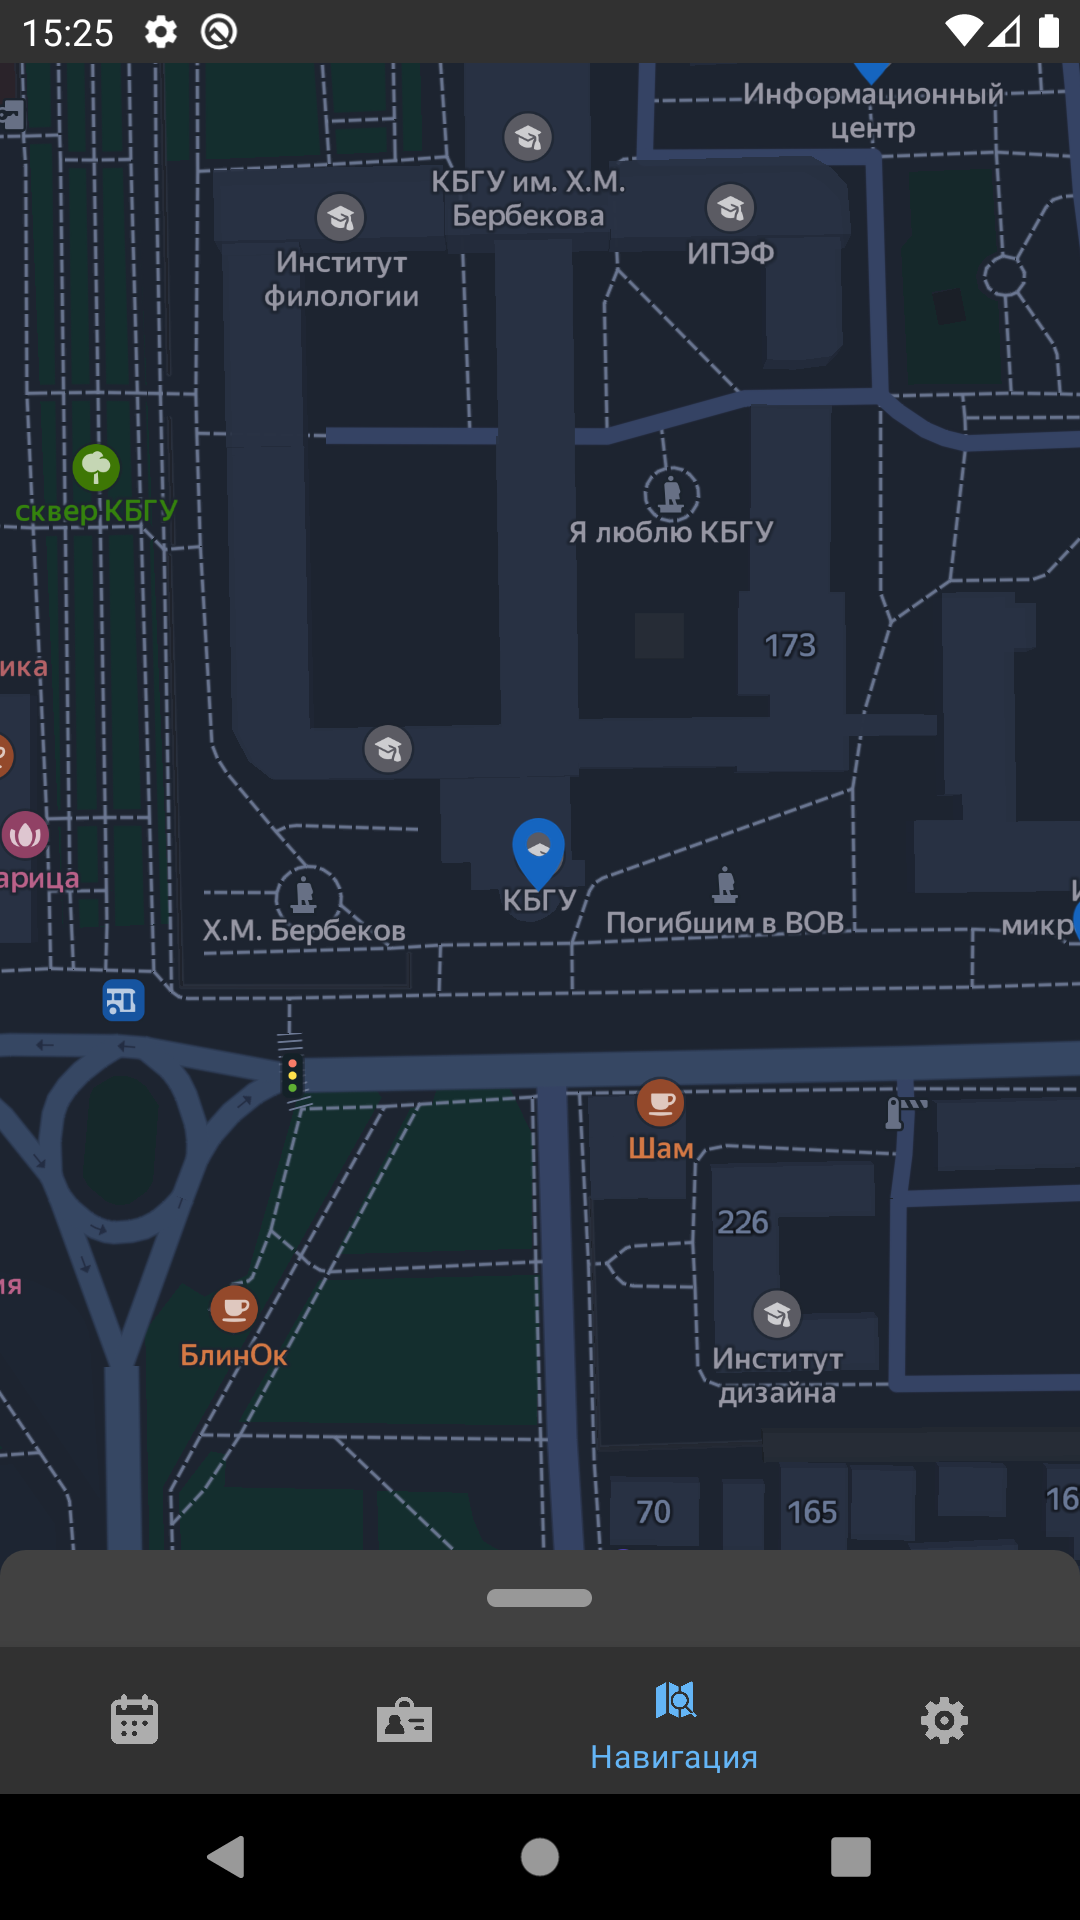 15:25
Информационный
центр
КБГУ им. Х.М.
Бербекова
ИПЭФ
Институт
филологии
сквер КБГУ
Я люблю КБГУ
173
ика
арица
КБГУ
Х.М. Бербеков
Погибшим в ВОВ
микр
Шам
226
ия
БлинОк
Институт
дизайна
70
165
16
Навигация